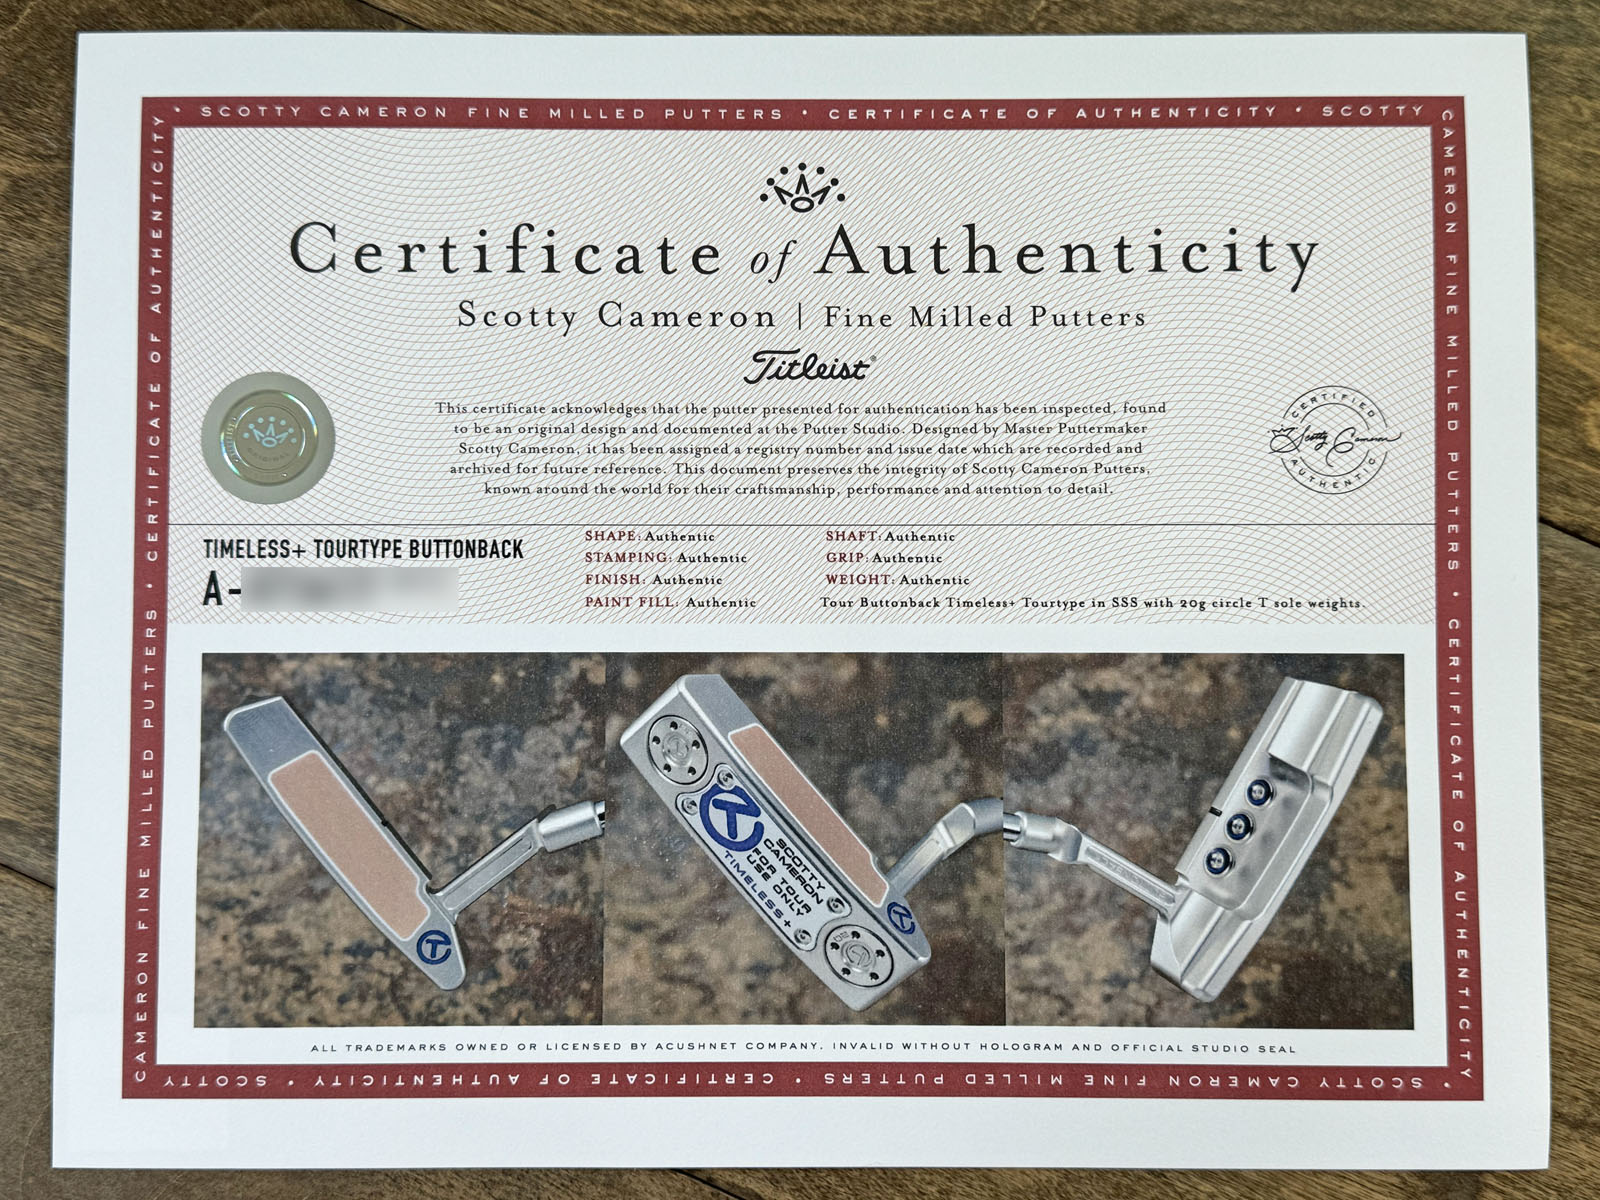 • SCOTTY CAMERON FINE MILLED PUTTERS • CERTIFICATE OF AUTHENTICITY • SCOTTY
CAMERON FINE MILLED PUTTERS • CERTIFICATE OF AUTHENTICITY
• SCOTTY CAMERON FINE MILLED PUTTERS • CERTIFICATE OF AUTHENTICITY • SCOTTY
CAMERON FINE MILLED PUTTERS • CERTIFICATE OF AUTHENTICITY
Certificate of Authenticity
Scotty Cameron | Fine Milled Putters
Titleist®
This certificate acknowledges that the putter presented for authentication has been inspected, found
to be an original design and documented at the Putter Studio. Designed by Master Puttermaker
Scotty Cameron, it has been assigned a registry number and issue date which are recorded and
archived for future reference. This document preserves the integrity of Scotty Cameron Putters,
known around the world for their craftsmanship, performance and attention to detail.
ORIGINAL
CERTIFIED
Scotty Cameron
AUTHENTIC
TIMELESS+ TOURTYPE BUTTONBACK
A-
SHAPE: Authentic
STAMPING: Authentic
FINISH: Authentic
PAINT FILL: Authentic
SHAFT: Authentic
GRIP: Authentic
WEIGHT: Authentic
Tour Buttonback Timeless+ Tourtype in SSS with 20g circle T sole weights.
T
T
SCOTTY
CAMERON
FOR TOUR
USE ONLY
TIMELESS+
T
20
ALL TRADEMARKS OWNED OR LICENSED BY ACUSHNET COMPANY. INVALID WITHOUT HOLOGRAM AND OFFICIAL STUDIO SEAL